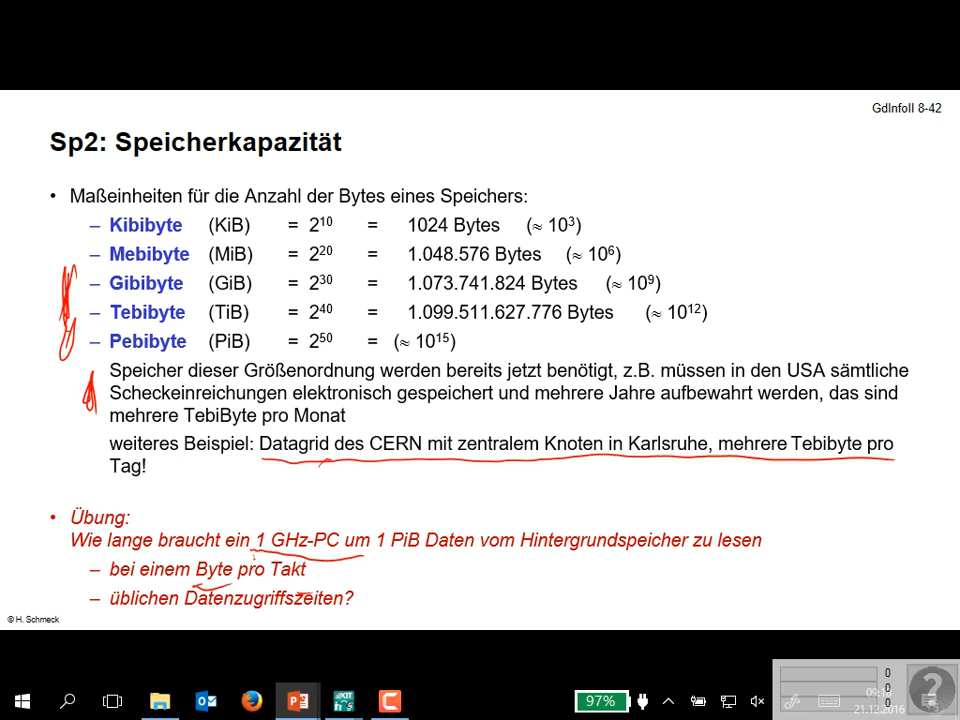 GdInfoII 8-42
Sp2: Speicherkapazität
• Maßeinheiten für die Anzahl der Bytes eines Speichers:
– Kibibyte (KiB) = 2¹⁰ = 1024 Bytes (≈ 10³)
– Mebibyte (MiB) = 2²⁰ = 1.048.576 Bytes (≈ 10⁶)
– Gibibyte (GiB) = 2³⁰ = 1.073.741.824 Bytes (≈ 10⁹)
– Tebibyte (TiB) = 2⁴⁰ = 1.099.511.627.776 Bytes (≈ 10¹²)
– Pebibyte (PiB) = 2⁵⁰ = (≈ 10¹⁵)
Speicher dieser Größenordnung werden bereits jetzt benötigt, z.B. müssen in den USA sämtliche
Scheckeinreichungen elektronisch gespeichert und mehrere Jahre aufbewahrt werden, das sind
mehrere TebiByte pro Monat
weiteres Beispiel: Datagrid des CERN mit zentralem Knoten in Karlsruhe, mehrere Tebibyte pro
Tag!
• Übung:
Wie lange braucht ein 1 GHz-PC um 1 PiB Daten vom Hintergrundspeicher zu lesen
– bei einem Byte pro Takt
– üblichen Datenzugriffszeiten?
© H. Schmeck
97%
0
0
0
21.12.2016